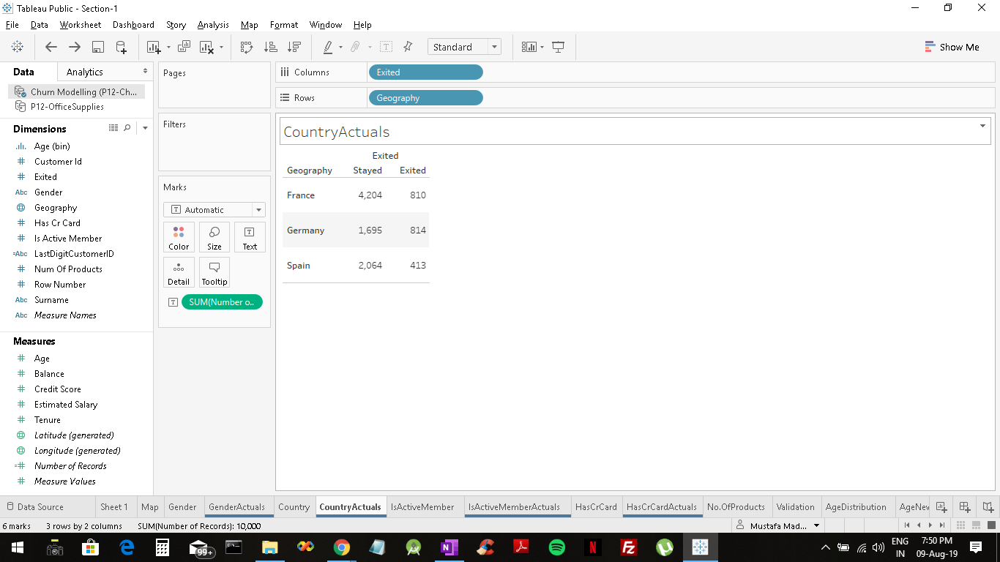 Tableau Public - Section-1
File Data Worksheet Dashboard Story Analysis Map Format Window Help
Standard
Show Me
Data Analytics
Churn Modelling (P12-Ch...
P12-OfficeSupplies
Dimensions
Age (bin)
Customer Id
Exited
Abc Gender
Geography
Has Cr Card
Is Active Member
=Abc LastDigitCustomerID
Num Of Products
Row Number
Abc Surname
Abc Measure Names
Measures
Age
Balance
Credit Score
Estimated Salary
Tenure
Latitude (generated)
Longitude (generated)
Number of Records
Measure Values
Pages
Filters
Marks
Automatic
Color Size Text
Detail Tooltip
SUM(Number o..
Columns Exited
Rows Geography
CountryActuals
Exited
Geography Stayed Exited
France 4,204 810
Germany 1,695 814
Spain 2,064 413
Data Source Sheet 1 Map Gender GenderActuals Country CountryActuals IsActiveMember IsActiveMemberActuals HasCrCard HasCrCardActuals No.OfProducts Validation AgeDistribution AgeNew
6 marks 3 rows by 2 columns SUM(Number of Records): 10,000 Mustafa Mad...
99+
ENG 7:50 PM
IN 09-Aug-19